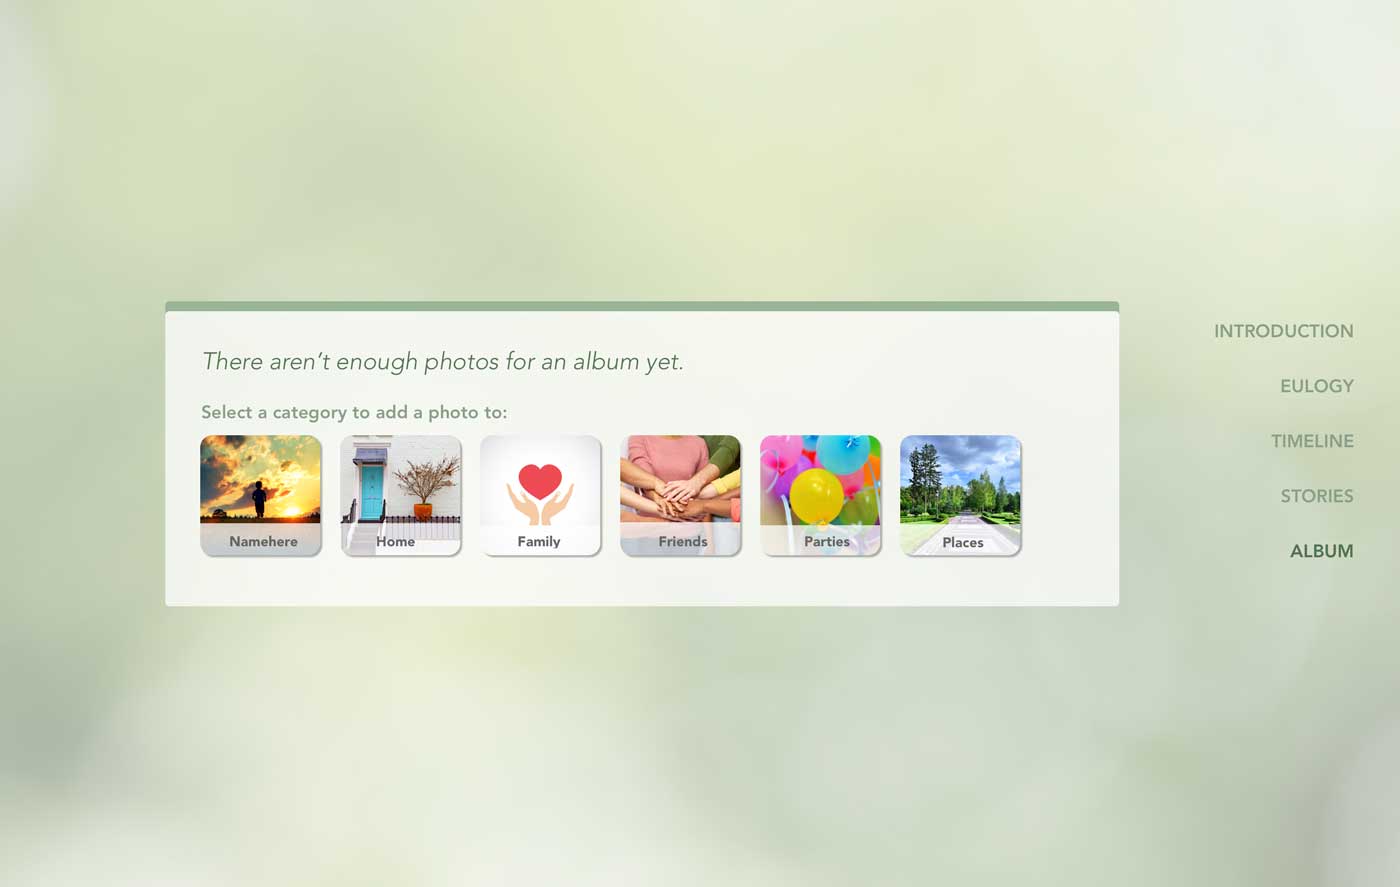 There aren’t enough photos for an album yet.
Select a category to add a photo to:
Namehere
Home
Family
Friends
Parties
Places
INTRODUCTION
EULOGY
TIMELINE
STORIES
ALBUM